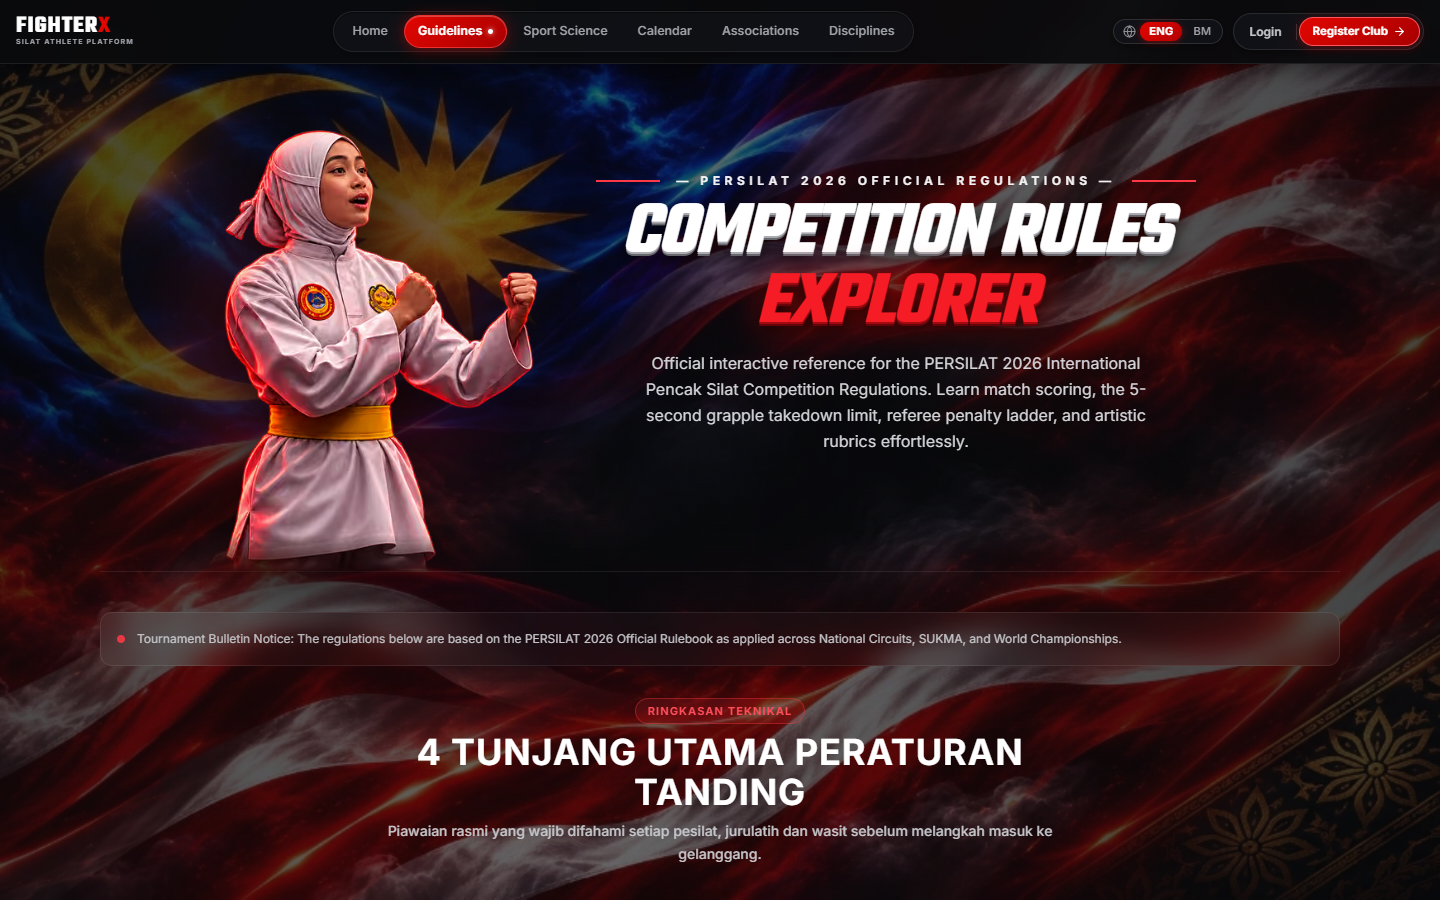 FIGHTERX
SILAT ATHLETE PLATFORM
Home
Guidelines
Sport Science
Calendar
Associations
Disciplines
ENG
BM
Login
Register Club →
— PERSILAT 2026 OFFICIAL REGULATIONS —
COMPETITION RULES
EXPLORER
Official interactive reference for the PERSILAT 2026 International
Pencak Silat Competition Regulations. Learn match scoring, the 5-
second grapple takedown limit, referee penalty ladder, and artistic
rubrics effortlessly.
Tournament Bulletin Notice: The regulations below are based on the PERSILAT 2026 Official Rulebook as applied across National Circuits, SUKMA, and World Championships.
RINGKASAN TEKNIKAL
4 TUNJANG UTAMA PERATURAN
TANDING
Piawaian rasmi yang wajib difahami setiap pesilat, jurulatih dan wasit sebelum melangkah masuk ke
gelanggang.